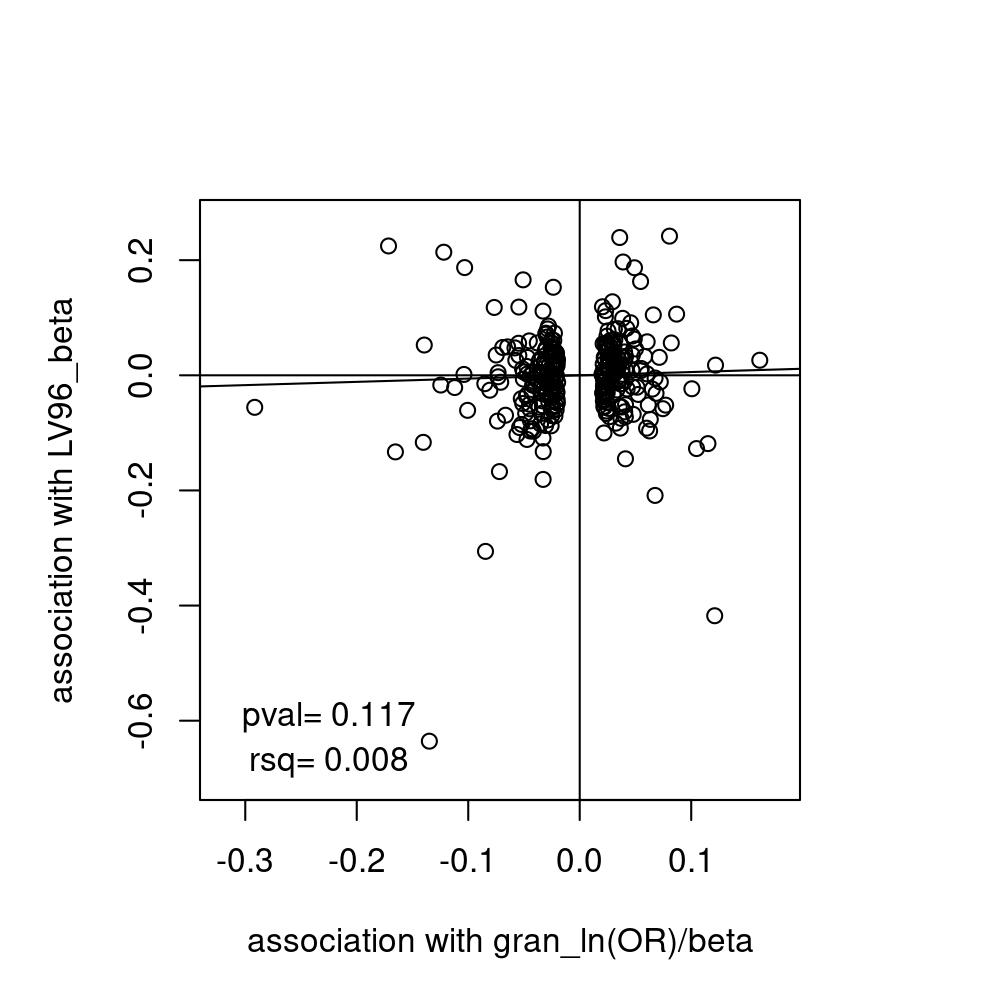 association with LV96_beta
0.2
0.0
-0.2
-0.4
-0.6
pval= 0.117
rsq= 0.008
-0.3 -0.2 -0.1 0.0 0.1
association with gran_ln(OR)/beta